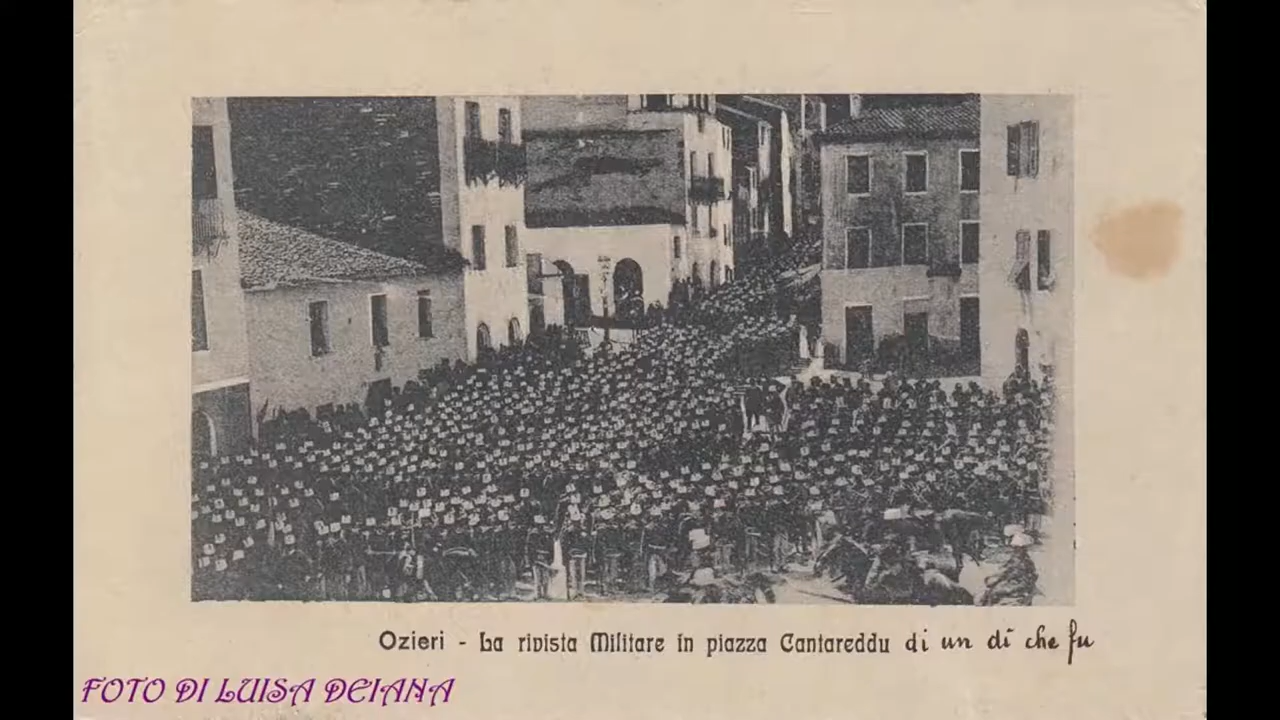 Ozieri - La rivista Militare in piazza Cantareddu di un dì che fu
FOTO DI LUISA DEIANA